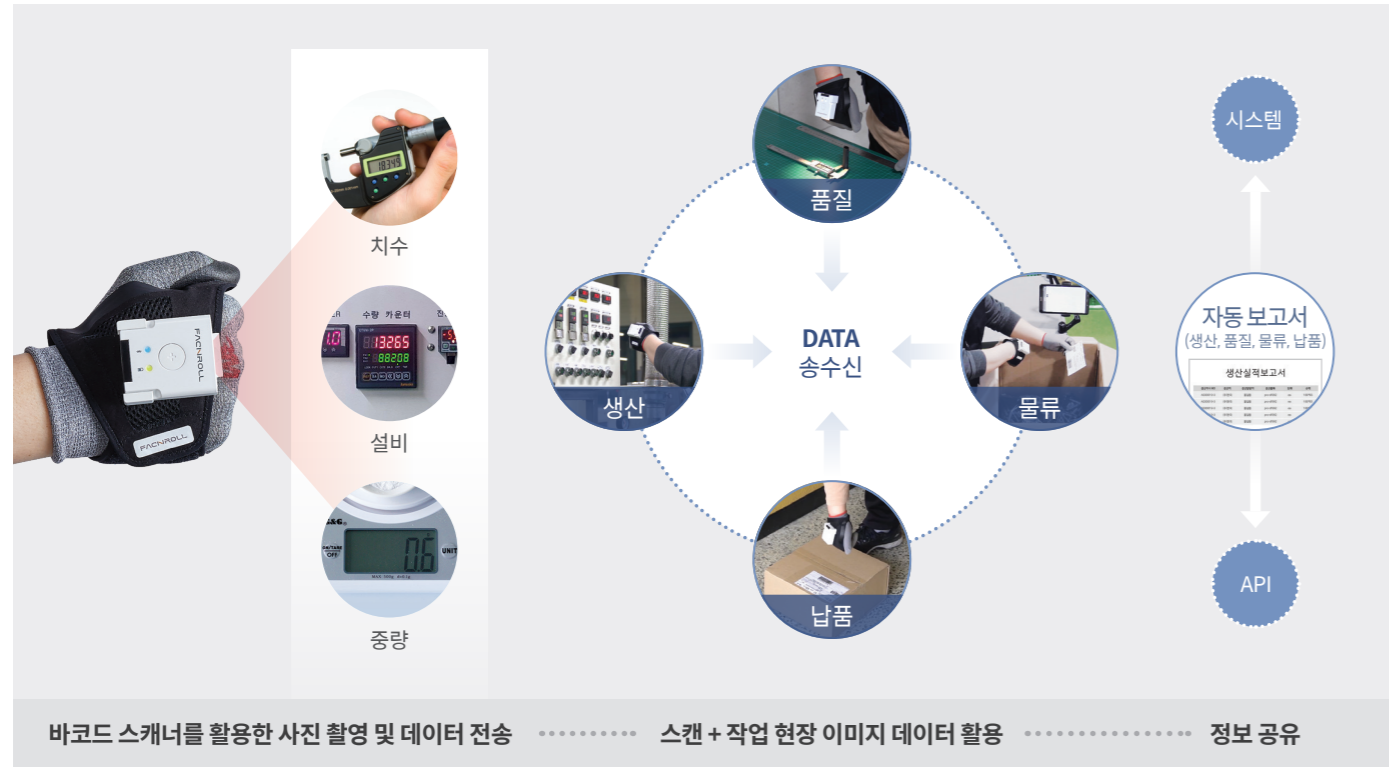 치수
FACNROLL
FACNROLL
수량 카운터
13265
88208
설비
G&G
ON/TARE
OFF
0.6
UNIT
중량
품질
생산
DATA
송수신
물류
납품
시스템
자동 보고서
(생산, 품질, 물류, 납품)
생산실적보고서
API
바코드 스캐너를 활용한 사진 촬영 및 데이터 전송
스캔 + 작업 현장 이미지 데이터 활용
정보 공유